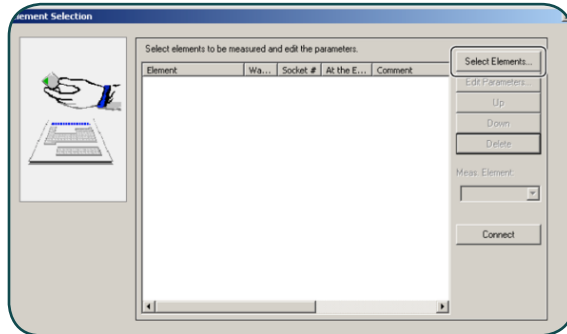 Element Selection
Select elements to be measured and edit the parameters.
Element Wa... Socket # At the E... Comment
Select Elements...
Edit Parameters...
Up
Down
Delete
Meas. Element:
Connect